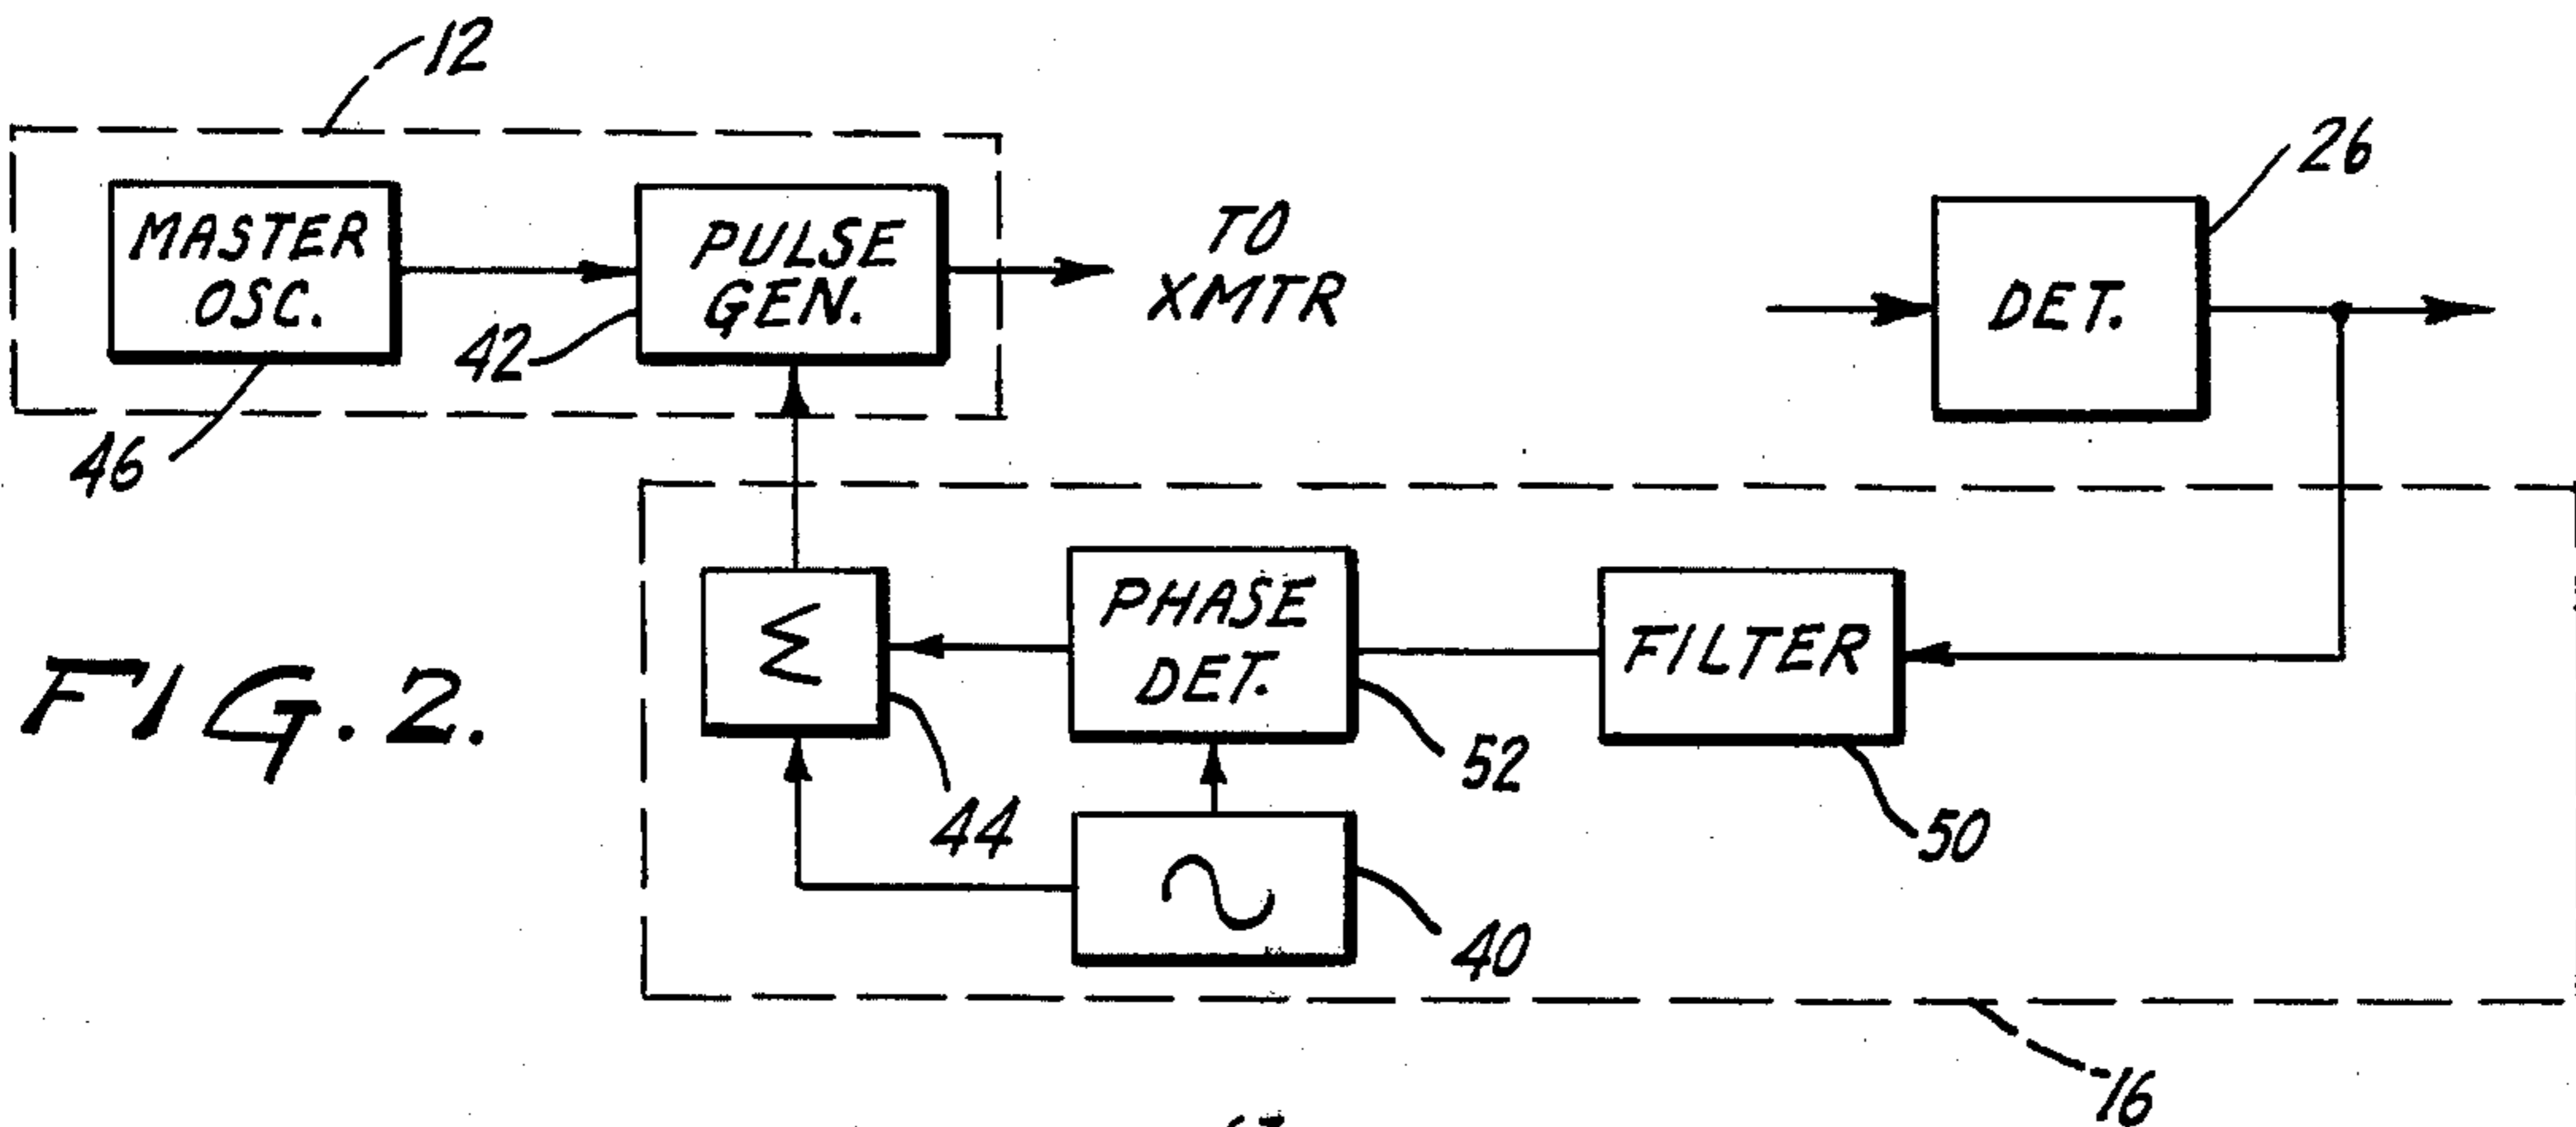 12
MASTER
OSC.
46
PULSE
GEN.
42
TO
XMTR
DET.
26
Σ
44
PHASE
DET.
52
FILTER
50
40
16
FIG. 2.